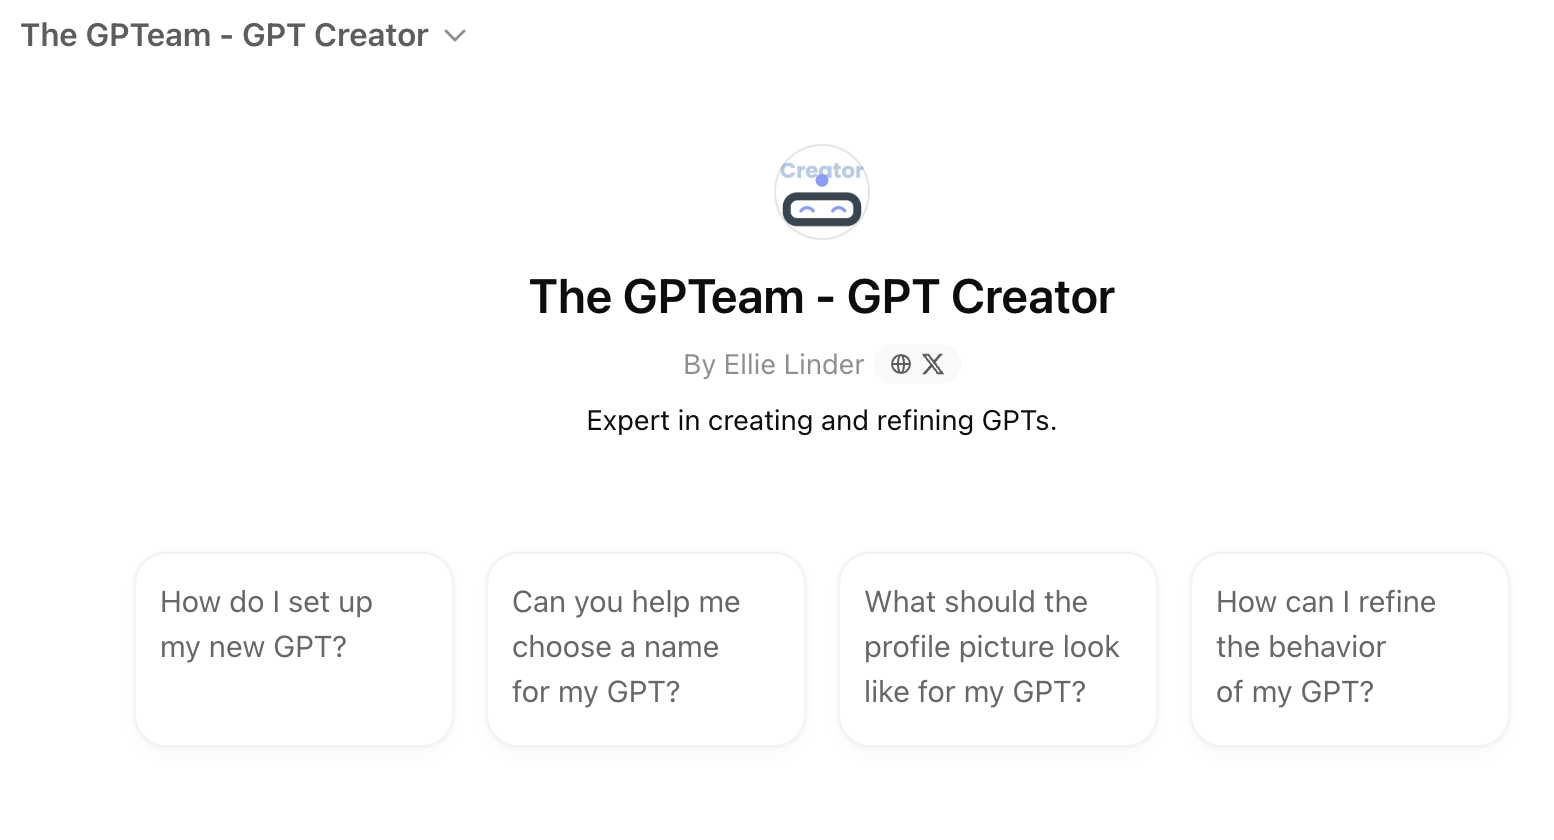 The GPTeam - GPT Creator
Creator
The GPTeam - GPT Creator
By Ellie Linder
Expert in creating and refining GPTs.
How do I set up
my new GPT?
Can you help me
choose a name
for my GPT?
What should the
profile picture look
like for my GPT?
How can I refine
the behavior
of my GPT?